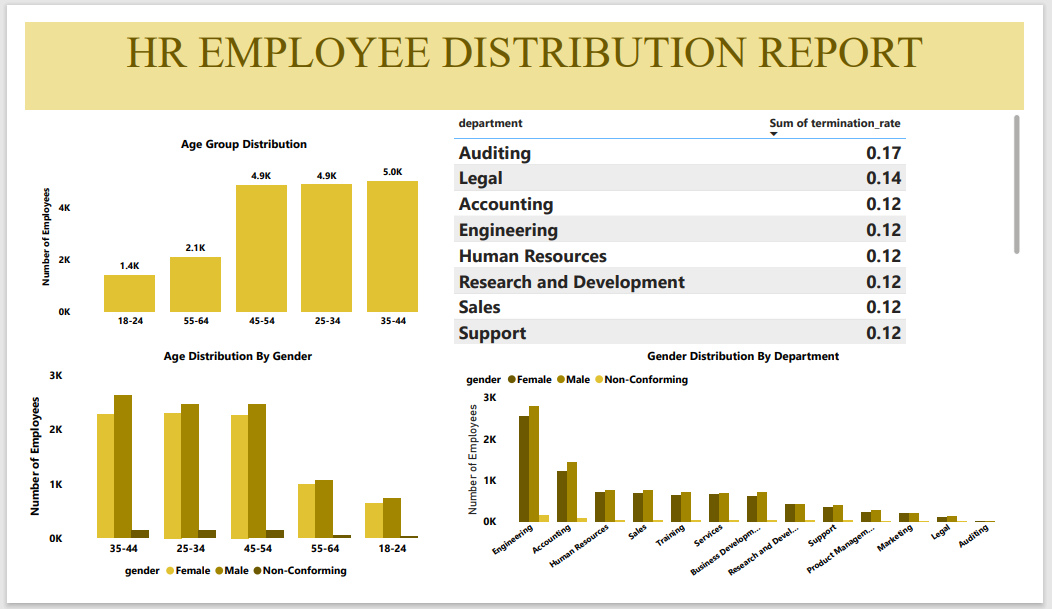 HR EMPLOYEE DISTRIBUTION REPORT
Age Group Distribution
Number of Employees
4K
2K
0K
1.4K
2.1K
4.9K
4.9K
5.0K
18-24
55-64
45-54
25-34
35-44
department Sum of termination_rate
Auditing 0.17
Legal 0.14
Accounting 0.12
Engineering 0.12
Human Resources 0.12
Research and Development 0.12
Sales 0.12
Support 0.12
Age Distribution By Gender
Number of Employees
3K
2K
1K
0K
35-44
25-34
45-54
55-64
18-24
gender Female Male Non-Conforming
Gender Distribution By Department
gender Female Male Non-Conforming
Number of Employees
3K
2K
1K
0K
Engineering
Accounting
Human Resources
Sales
Training
Services
Business Developm...
Research and Devel...
Support
Product Managem...
Marketing
Legal
Auditing